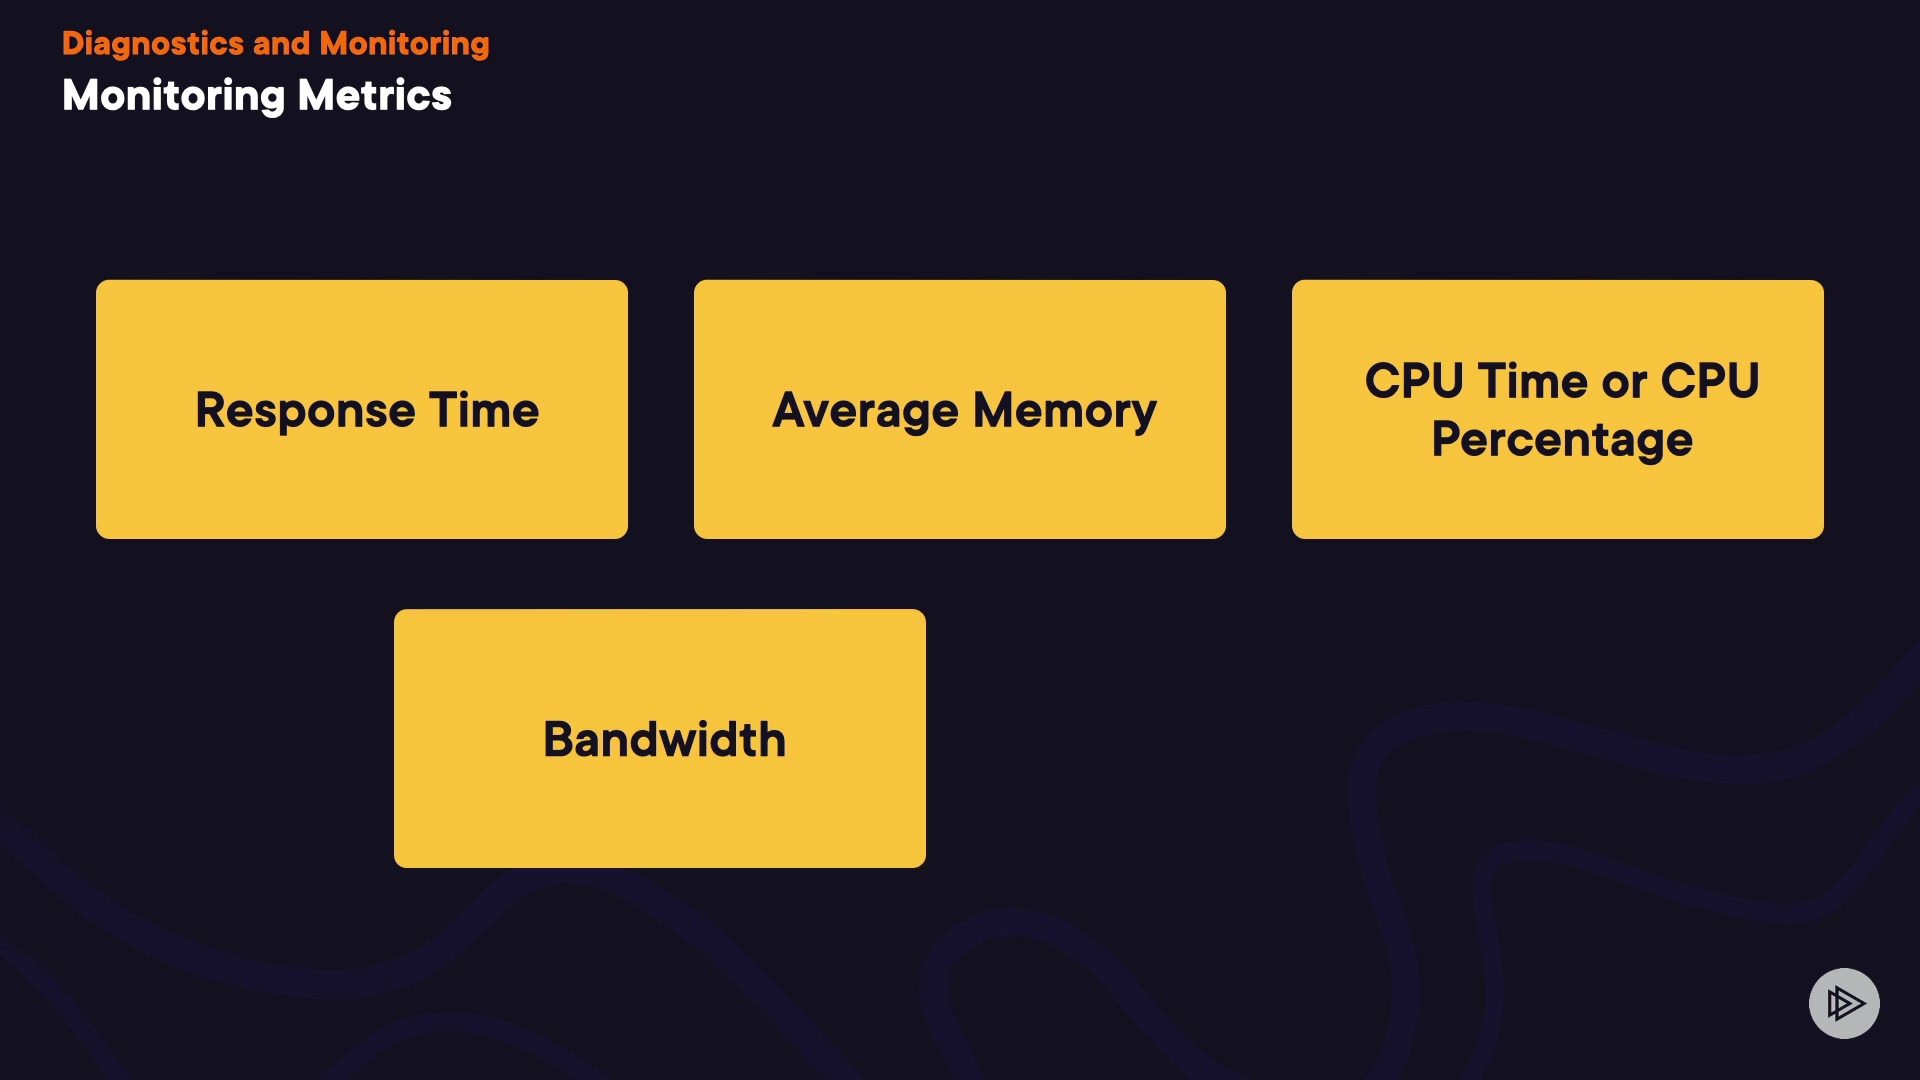 Diagnostics and Monitoring
Monitoring Metrics
Response Time
Average Memory
CPU Time or CPU
Percentage
Bandwidth